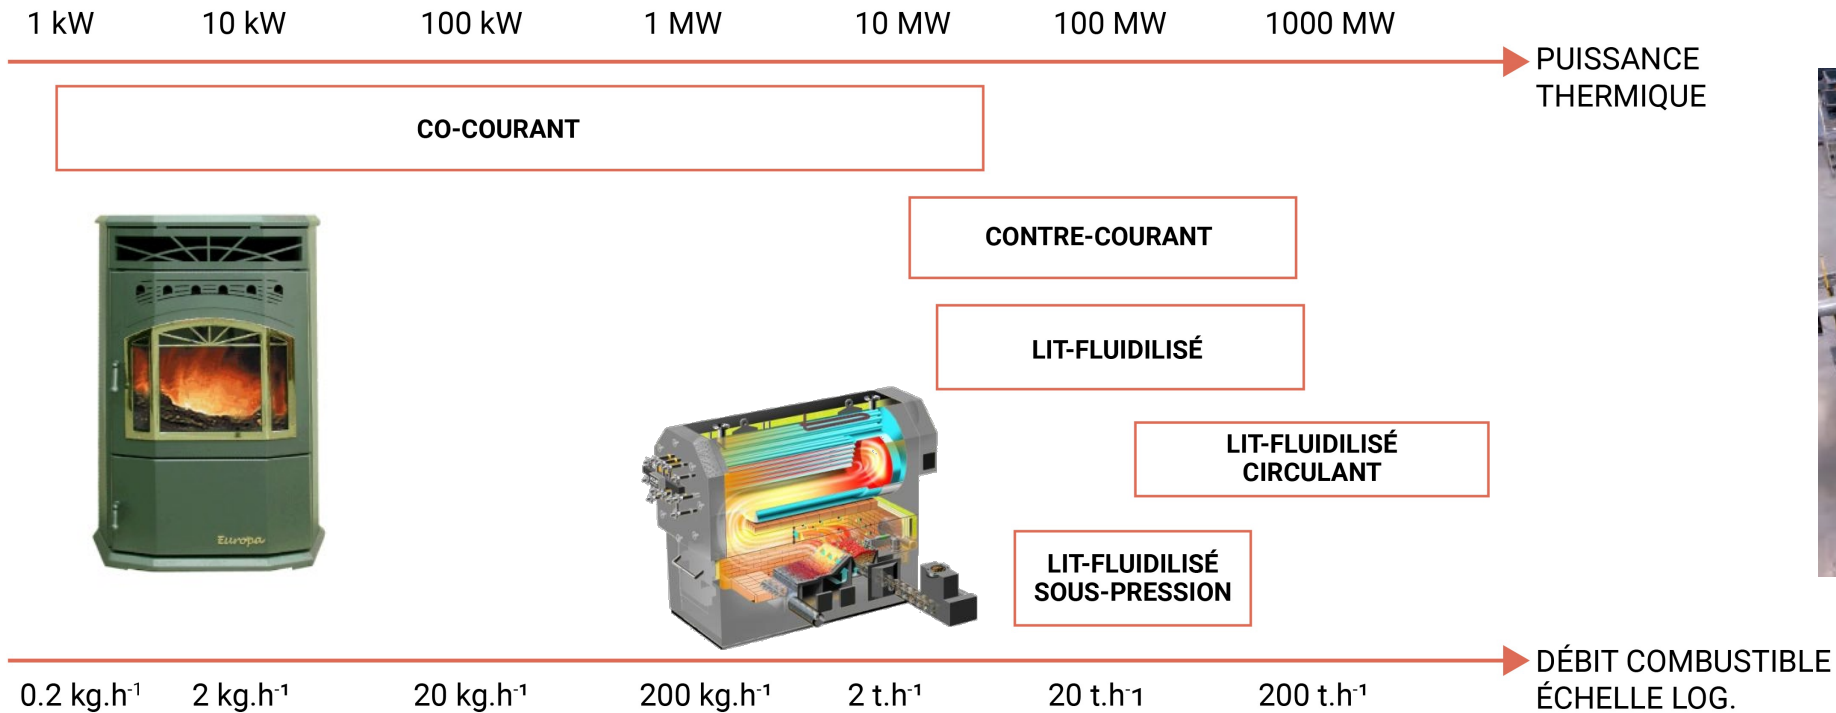 1 kW 10 kW 100 kW 1 MW 10 MW 100 MW 1000 MW
PUISSANCE
THERMIQUE
CO-COURANT
CONTRE-COURANT
LIT-FLUIDILISÉ
LIT-FLUIDILISÉ
CIRCULANT
Europa
LIT-FLUIDILISÉ
SOUS-PRESSION
DÉBIT COMBUSTIBLE
ÉCHELLE LOG.
0.2 kg.h⁻¹ 2 kg.h⁻¹ 20 kg.h⁻¹ 200 kg.h⁻¹ 2 t.h⁻¹ 20 t.h⁻¹ 200 t.h⁻¹